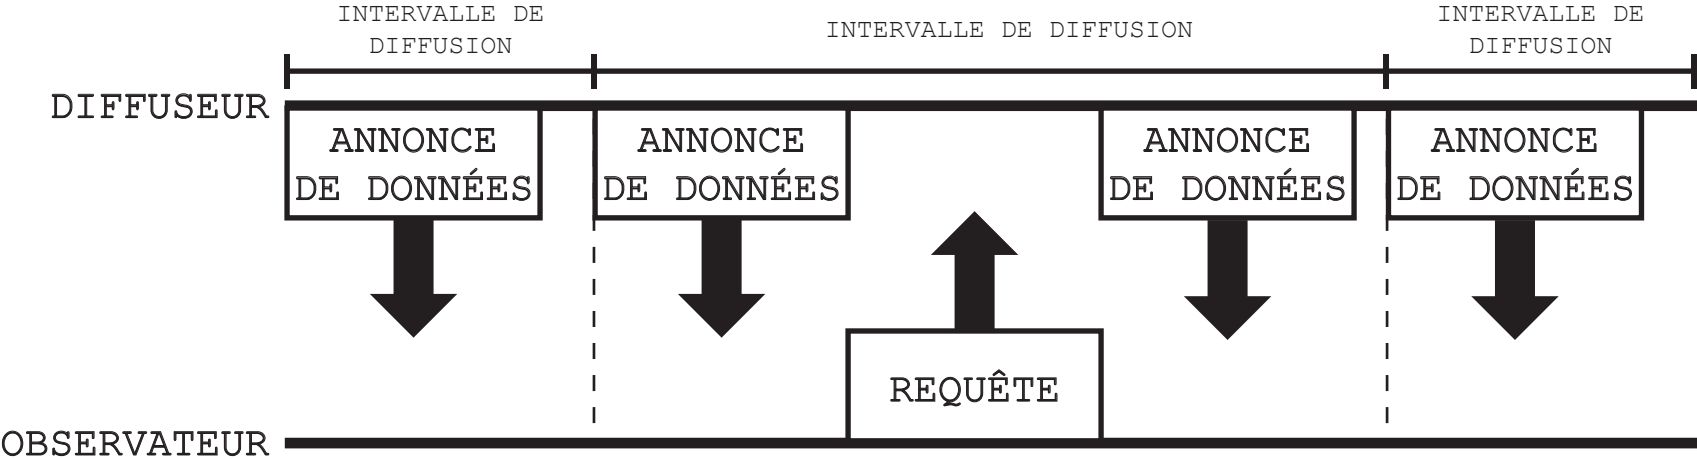 INTERVALLE DE
DIFFUSION
INTERVALLE DE DIFFUSION
INTERVALLE DE
DIFFUSION
DIFFUSEUR
ANNONCE
DE DONNÉES
ANNONCE
DE DONNÉES
ANNONCE
DE DONNÉES
ANNONCE
DE DONNÉES
REQUÊTE
OBSERVATEUR